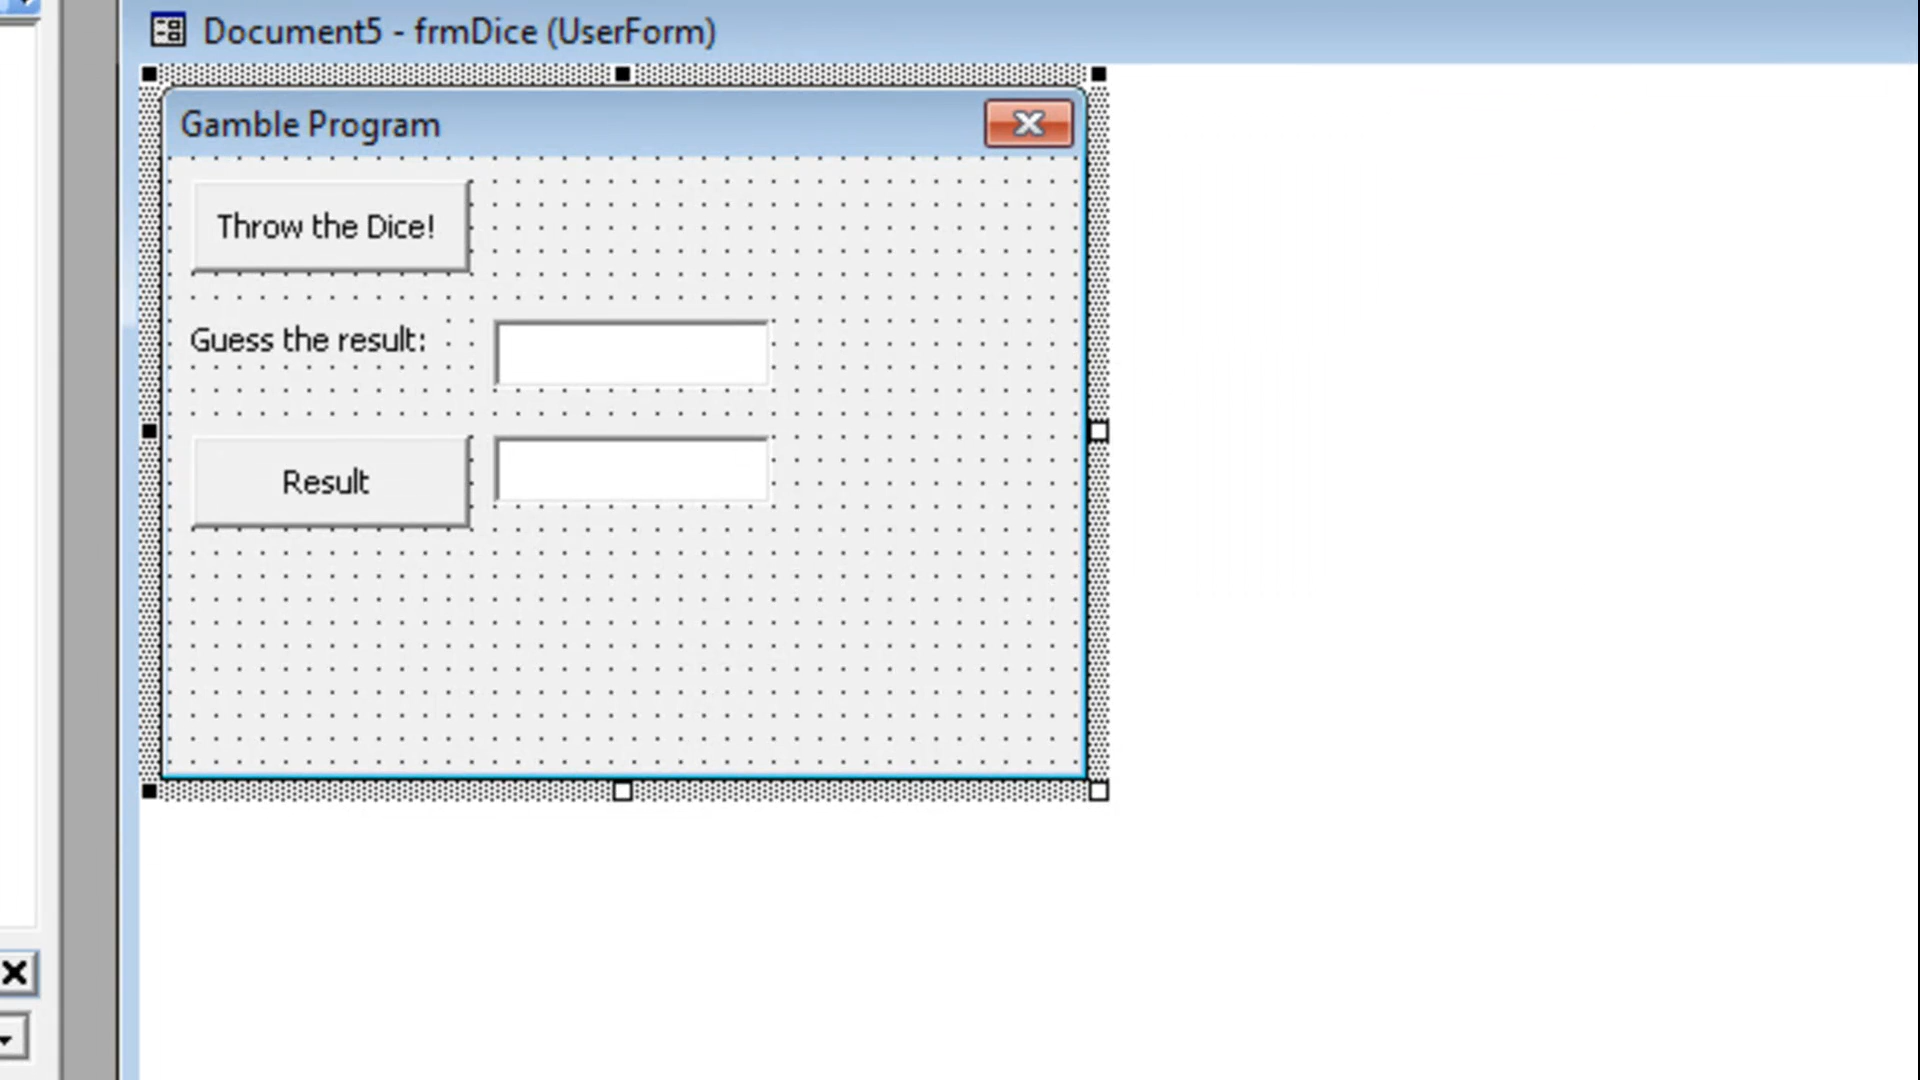 Document5 - frmDice (UserForm)
Gamble Program
Throw the Dice!
Guess the result:
Result